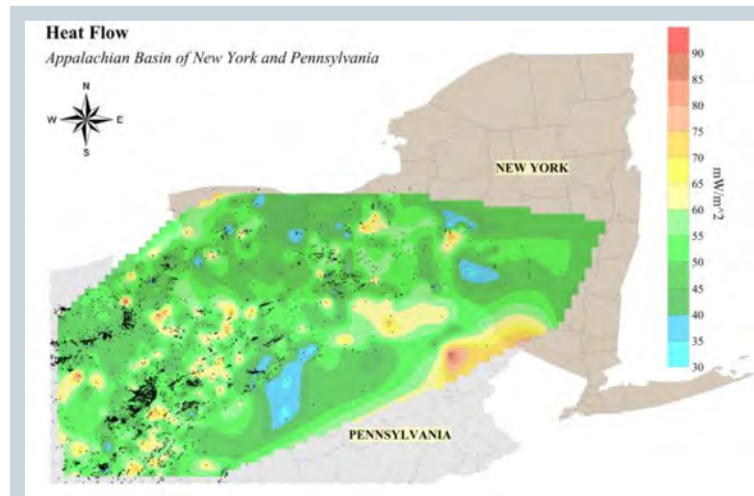 Heat Flow
Appalachian Basin of New York and Pennsylvania
N
W E
S
NEW YORK
PENNSYLVANIA
90
85
80
75
70
65
60
55
50
45
40
35
30
mW/m^2